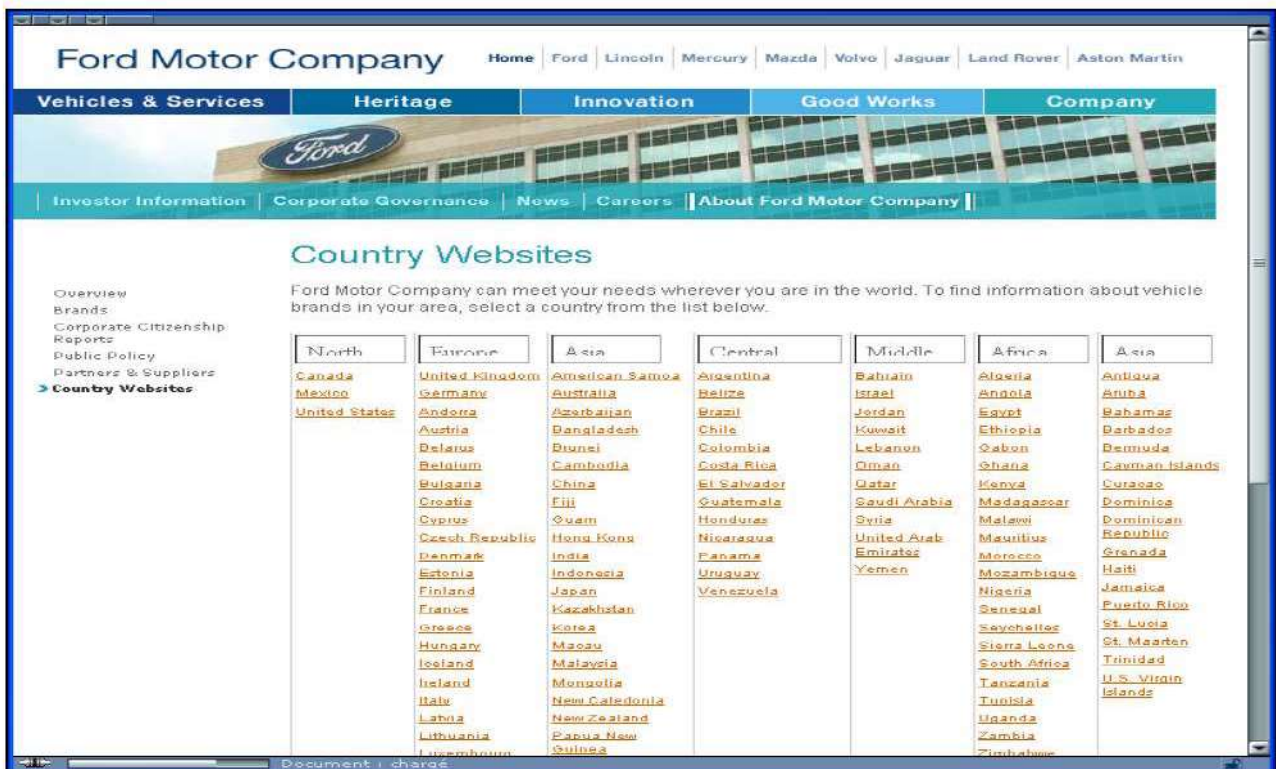 Ford Motor Company
Home | Ford | Lincoln | Mercury | Mazda | Volvo | Jaguar | Land Rover | Aston Martin
Vehicles & Services
Heritage
Innovation
Good Works
Company
Ford
Investor Information | Corporate Governance | News | Careers | About Ford Motor Company
Overview
Brands
Corporate Citizenship
Reports
Public Policy
Partners & Suppliers
Country Websites
Country Websites
Ford Motor Company can meet your needs wherever you are in the world. To find information about vehicle
brands in your area, select a country from the list below.
North
Canada
Mexico
United States
Europe
United Kingdom
Germany
Andorra
Austria
Belarus
Belgium
Bulgaria
Croatia
Cyprus
Czech Republic
Denmark
Estonia
Finland
France
Greece
Hungary
Iceland
Ireland
Italy
Latvia
Lithuania
Luxembourg
Asia
American Samoa
Australia
Azerbaijan
Bangladesh
Brunei
Cambodia
China
Fiji
Guam
Hong Kong
India
Indonesia
Japan
Kazakhstan
Korea
Macau
Malaysia
Mongolia
New Caledonia
New Zealand
Papua New
Guinea
Central
Argentina
Belize
Brazil
Chile
Colombia
Costa Rica
El Salvador
Guatemala
Honduras
Nicaragua
Panama
Uruguay
Venezuela
Middle
Bahrain
Israel
Jordan
Kuwait
Lebanon
Oman
Qatar
Saudi Arabia
Syria
United Arab
Emirates
Yemen
Africa
Algeria
Angola
Egypt
Ethiopia
Gabon
Ghana
Kenya
Madagascar
Malawi
Mauritius
Morocco
Mozambique
Nigeria
Senegal
Seychelles
Sierra Leone
South Africa
Tanzania
Tunisia
Uganda
Zambia
Zimbabwe
Asia
Antigua
Aruba
Bahamas
Barbados
Bermuda
Cayman Islands
Curacao
Dominica
Dominican
Republic
Grenada
Haiti
Jamaica
Puerto Rico
St. Lucia
St. Maarten
Trinidad
U.S. Virgin
Islands
Document : chargé